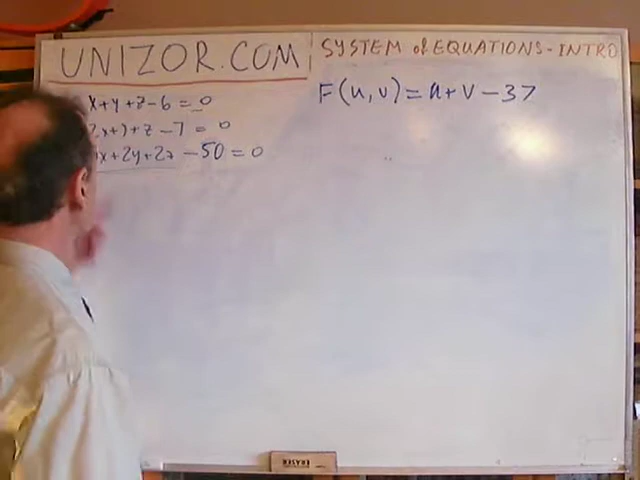 UNIZOR.COM
SYSTEM of EQUATIONS - INTRO
x+y+z-6=0
2x+y+z-7=0
x+2y+2z-50=0
F(u,v)=u+v-37